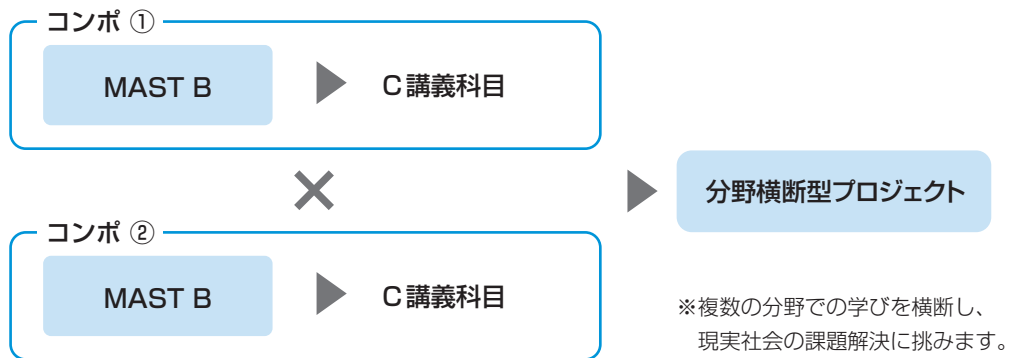 コンポ ①
MAST B
C講義科目
分野横断型プロジェクト
コンポ ②
MAST B
C講義科目
※複数の分野での学びを横断し、
現実社会の課題解決に挑みます。